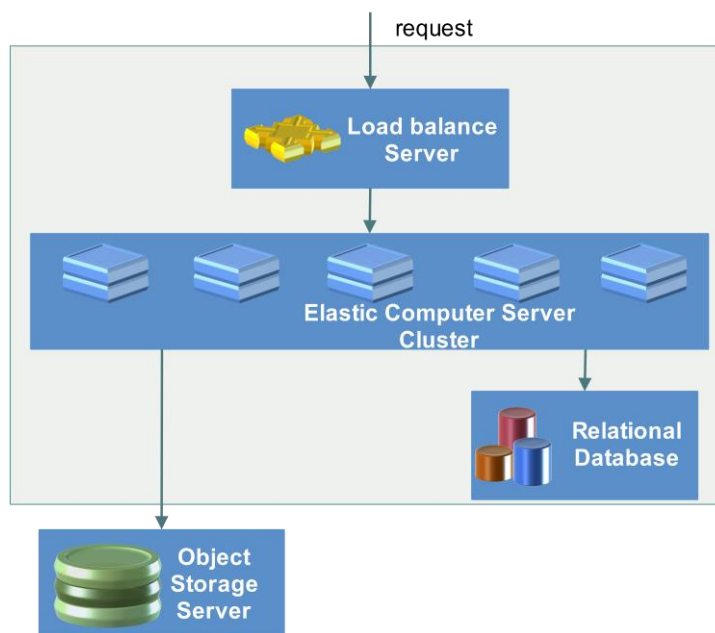 request
Load balance
Server
Elastic Computer Server
Cluster
Relational
Database
Object
Storage
Server